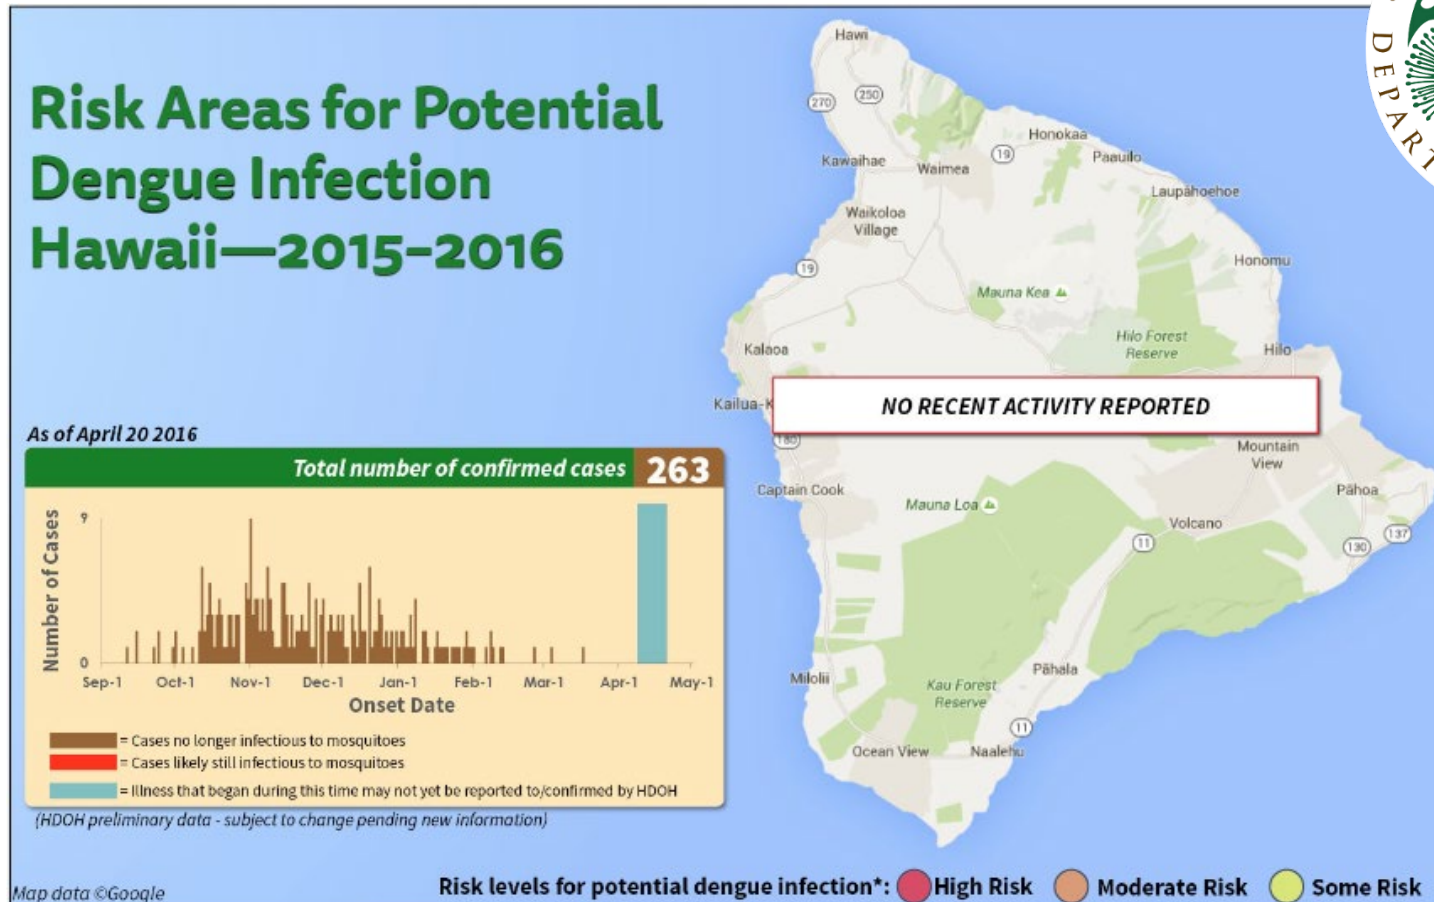 Risk Areas for Potential
Dengue Infection
Hawaii—2015-2016
As of April 20 2016
Total number of confirmed cases 263
Number of Cases
9
0
Sep-1 Oct-1 Nov-1 Dec-1 Jan-1 Feb-1 Mar-1 Apr-1 May-1
Onset Date
= Cases no longer infectious to mosquitoes
= Cases likely still infectious to mosquitoes
= Illness that began during this time may not yet be reported to/confirmed by HDOH
(HDOH preliminary data - subject to change pending new information)
Map data ©Google
Hawi
270
250
Honokaa
19
Paauilo
Kawaihae
Waimea
Laupāhoehoe
Waikoloa
Village
Honomu
19
Mauna Kea
Hilo Forest
Reserve
Kalaoa
Hilo
Kailua-K
NO RECENT ACTIVITY REPORTED
180
Mountain
View
Captain Cook
Mauna Loa
Pāhoa
Volcano
11
130
137
Milolii
Pāhala
Kau Forest
Reserve
11
Ocean View
Naalehu
Risk levels for potential dengue infection*: High Risk Moderate Risk Some Risk
DEPART